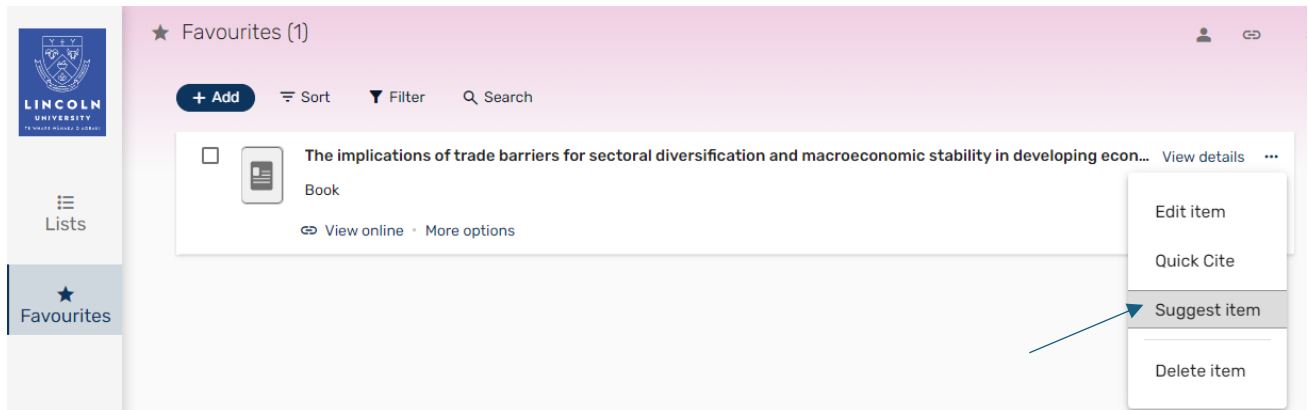 LINCOLN
UNIVERSITY
Lists
Favourites
Favourites (1)
+ Add
Sort
Filter
Search
The implications of trade barriers for sectoral diversification and macroeconomic stability in developing econ...
View details
Book
View online • More options
Edit item
Quick Cite
Suggest item
Delete item